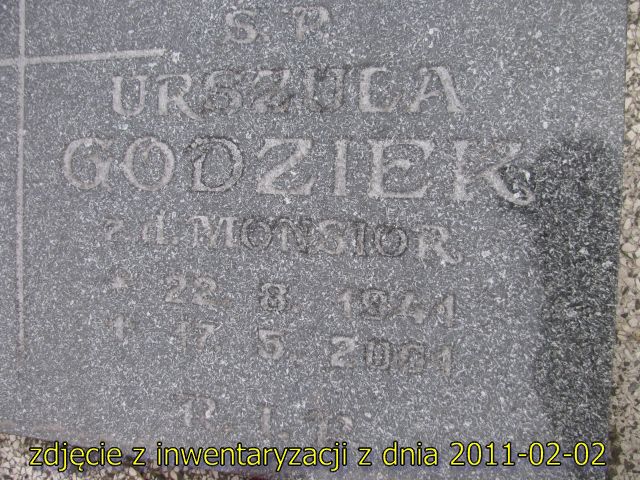 Ś.P.
URSZULA
GODZIEK
z d. MONSIOR
* 22. 8. 1941
† 17. 5. 2001
R. I. P.
zdjęcie z inwentaryzacji z dnia 2011-02-02